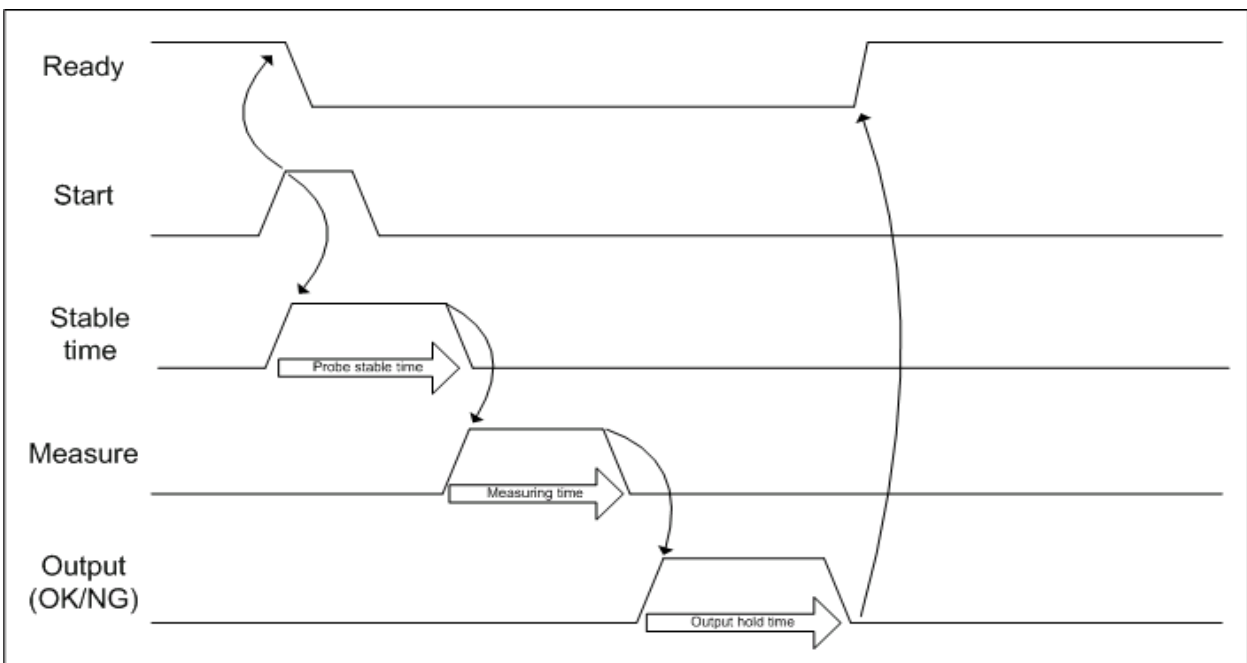 Ready
Start
Stable
time
Probe stable time
Measure
Measuring time
Output
(OK/NG)
Output hold time